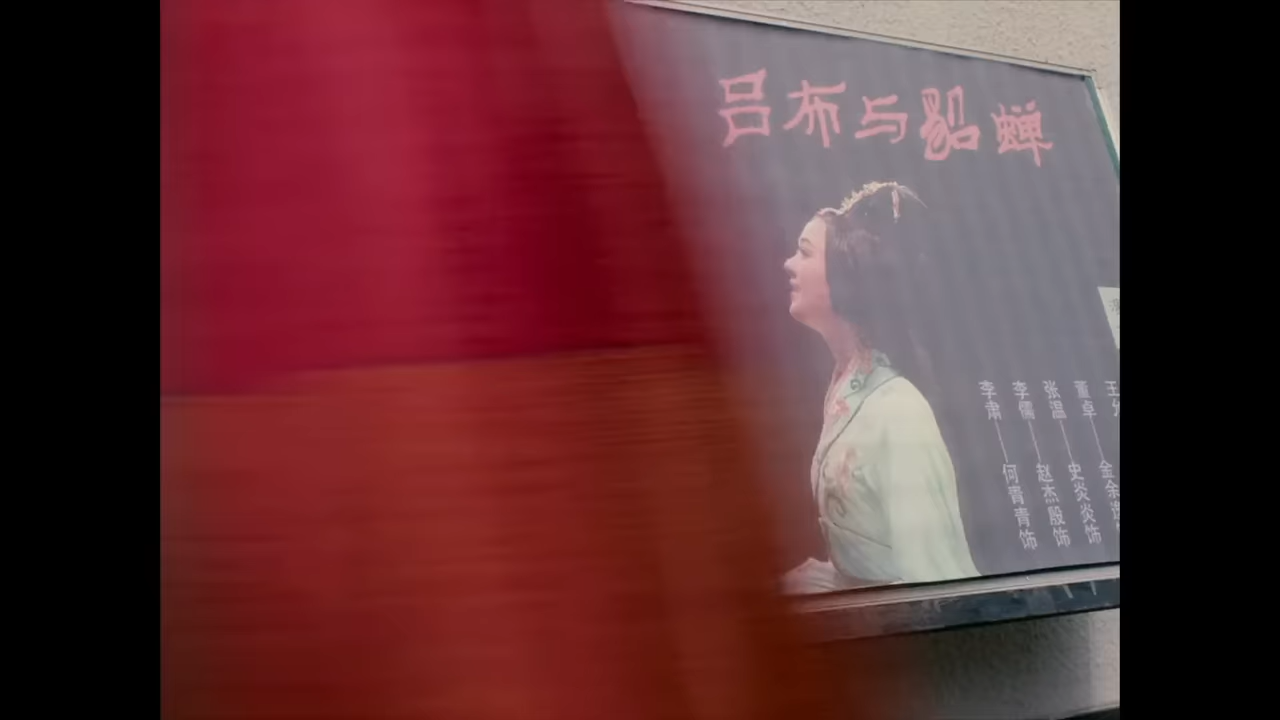 吕布与貂蝉
董卓——金余
张温——史炎炎饰
李儒——赵杰殷饰
李肃——何青青饰